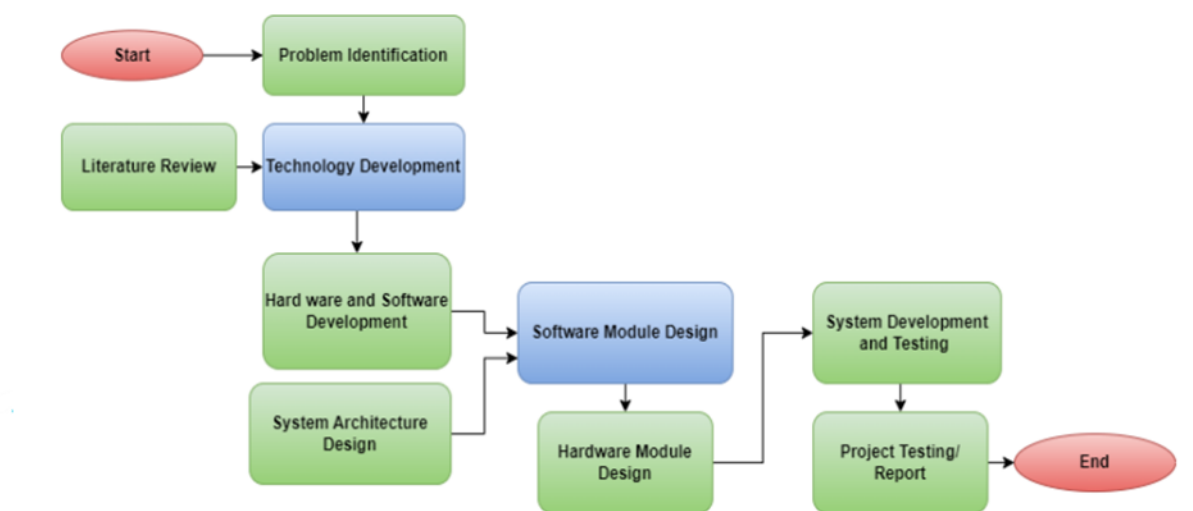 Start
Problem Identification
Literature Review
Technology Development
Hard ware and Software
Development
System Architecture
Design
Software Module Design
Hardware Module
Design
System Development
and Testing
Project Testing/
Report
End